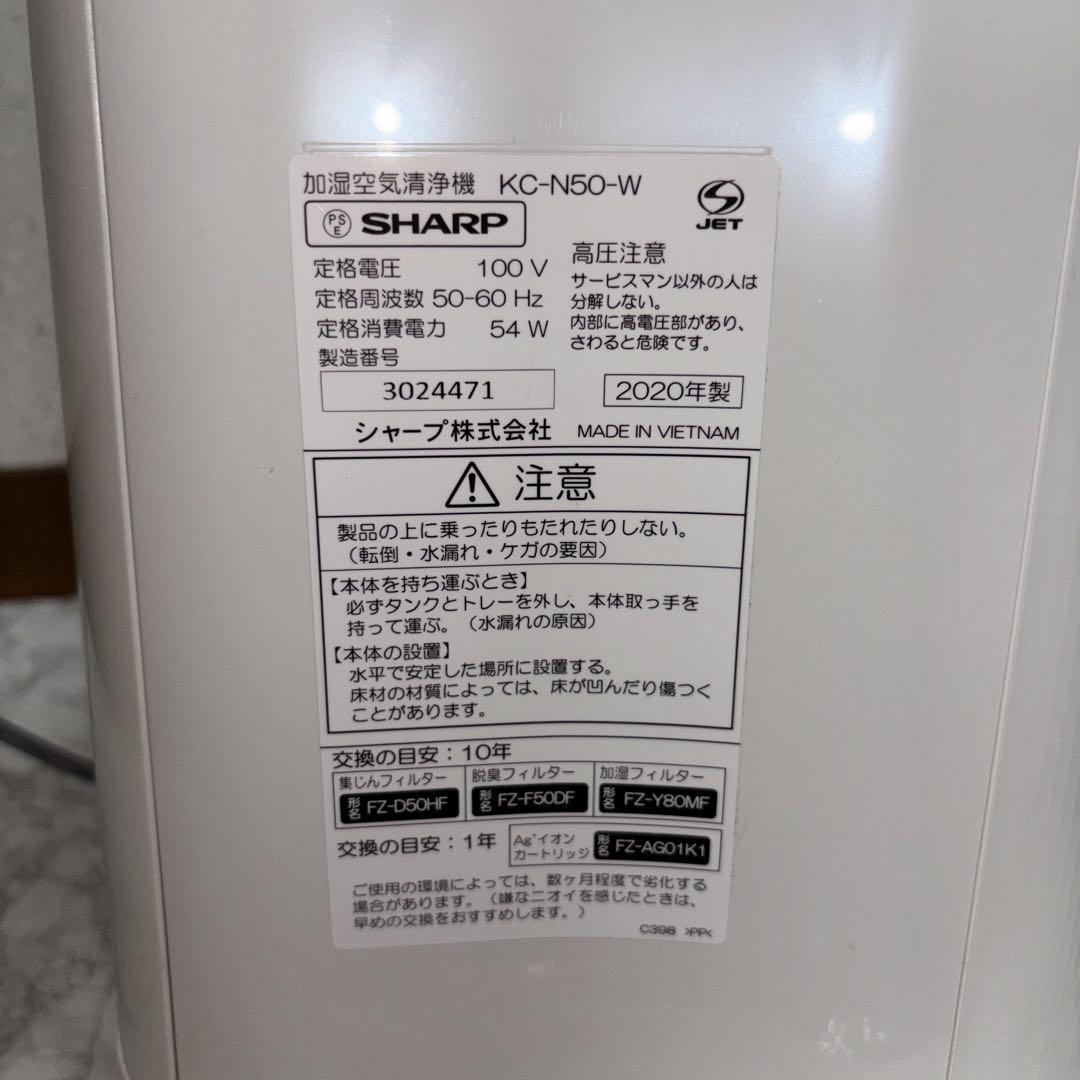 加湿空気清浄機 KC-N50-W
PS
E
SHARP
JET
定格電圧 100 V
定格周波数 50-60 Hz
定格消費電力 54 W
製造番号
3024471
高圧注意
サービスマン以外の人は
分解しない。
内部に高電圧部があり、
さわると危険です。
2020年製
シャープ株式会社 MADE IN VIETNAM
注意
製品の上に乗ったりもたれたりしない。
（転倒・水漏れ・ケガの要因）
【本体を持ち運ぶとき】
必ずタンクとトレーを外し、本体取っ手を
持って運ぶ。（水漏れの原因）
【本体の設置】
水平で安定した場所に設置する。
床材の材質によっては、床が凹んだり傷つく
ことがあります。
交換の目安：10年
集じんフィルター
形名 FZ-D50HF
脱臭フィルター
形名 FZ-F50DF
加湿フィルター
形名 FZ-Y80MF
交換の目安：1年
Ag⁺イオン
カートリッジ
形名 FZ-AG01K1
ご使用の環境によっては、数ヶ月程度で劣化する
場合があります。（嫌なニオイを感じたときは、
早めの交換をおすすめします。）
C398 >PP<